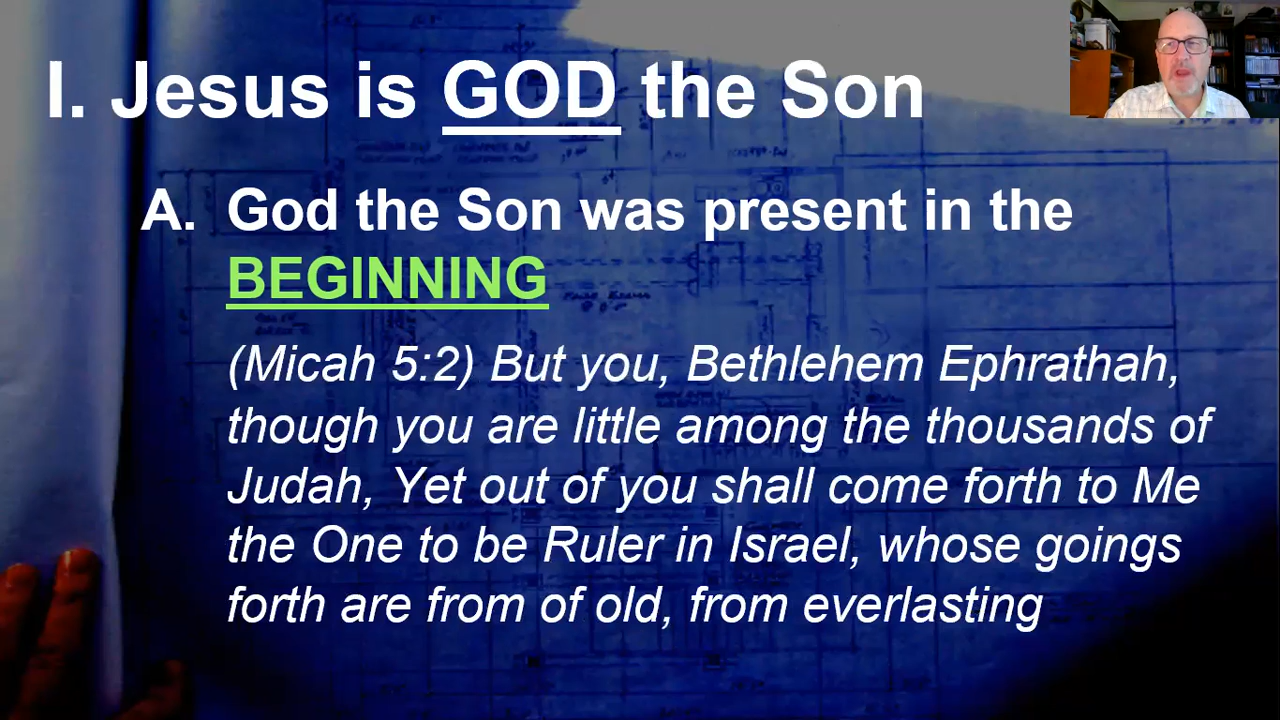 I. Jesus is GOD the Son
A. God the Son was present in the
BEGINNING
(Micah 5:2) But you, Bethlehem Ephrathah,
though you are little among the thousands of
Judah, Yet out of you shall come forth to Me
the One to be Ruler in Israel, whose goings
forth are from of old, from everlasting